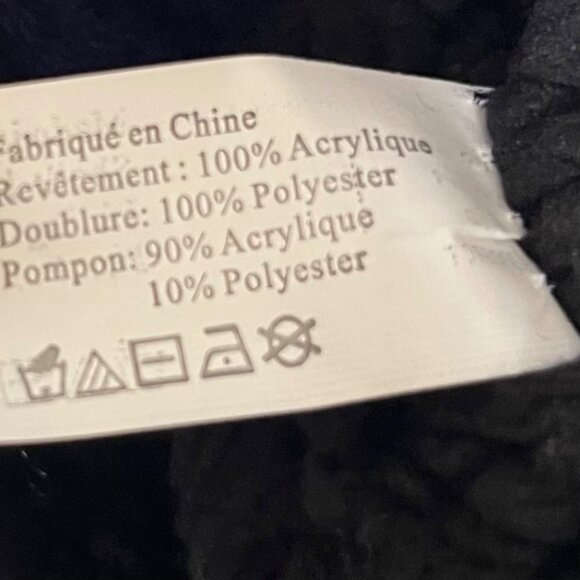 Fabriqué en Chine
Revêtement : 100% Acrylique
Doublure: 100% Polyester
Pompon: 90% Acrylique
10% Polyester